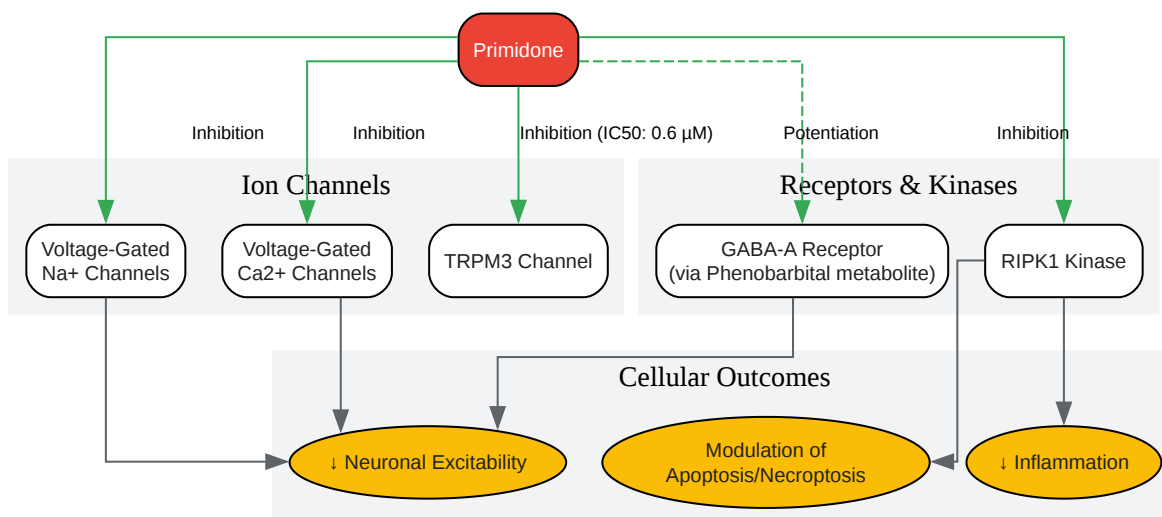 Primidone
Inhibition
Inhibition
Inhibition (IC50: 0.6 µM)
Potentiation
Inhibition
Ion Channels
Receptors & Kinases
Voltage-Gated
Na+ Channels
Voltage-Gated
Ca2+ Channels
TRPM3 Channel
GABA-A Receptor
(via Phenobarbital metabolite)
RIPK1 Kinase
Cellular Outcomes
↓ Neuronal Excitability
Modulation of
Apoptosis/Necroptosis
↓ Inflammation